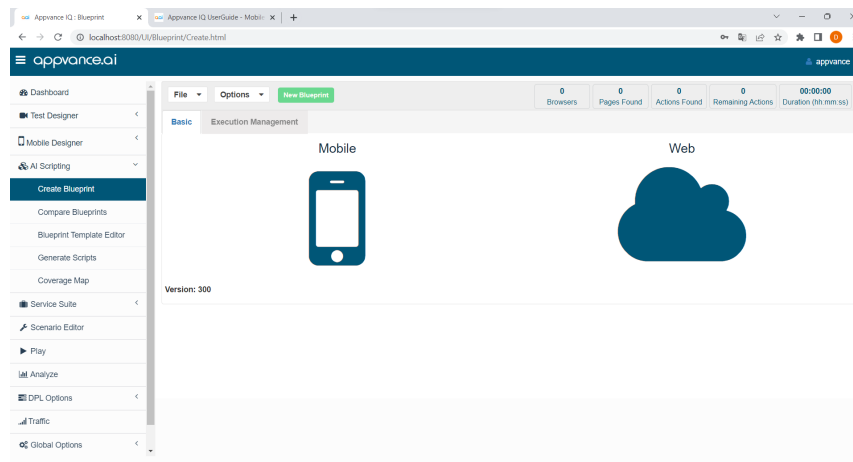 Appvance IQ : Blueprint
Appvance IQ UserGuide - Mobile
localhost:8080/UI/Blueprint/Create.html
D
appvance.ai
appvance
Dashboard
Test Designer
Mobile Designer
AI Scripting
Create Blueprint
Compare Blueprints
Blueprint Template Editor
Generate Scripts
Coverage Map
Service Suite
Scenario Editor
Play
Analyze
DPL Options
Traffic
Global Options
File
Options
New Blueprint
0 0 0 0 00:00:00
Browsers Pages Found Actions Found Remaining Actions Duration (hh:mm:ss)
Basic Execution Management
Mobile Web
Version: 300